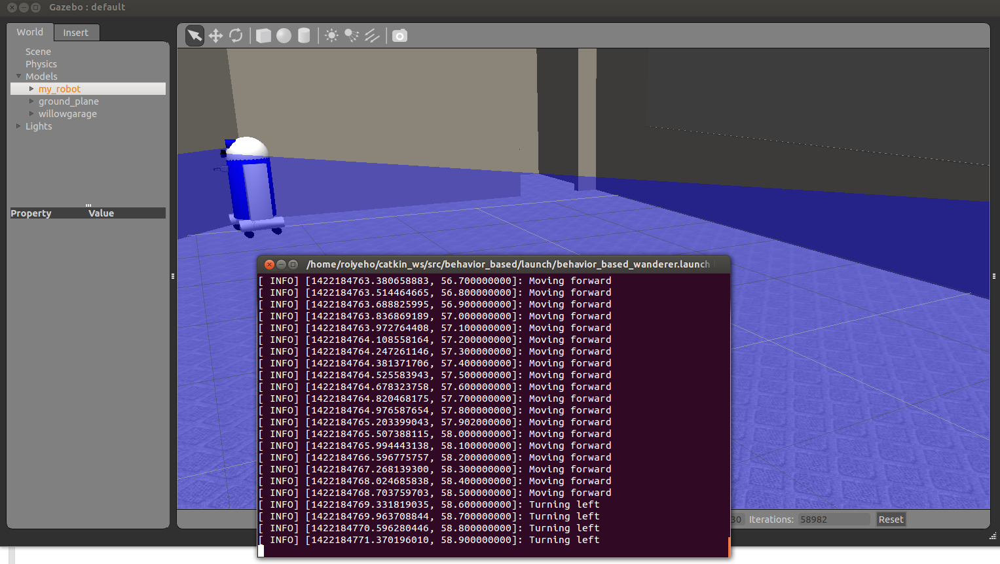 Gazebo : default
World
Insert
Scene
Physics
Models
my_robot
ground_plane
willowgarage
Lights
Property Value
/home/roiyeho/catkin_ws/src/behavior_based/launch/behavior_based_wanderer.launch
[ INFO] [1422184763.380658883, 56.700000000]: Moving forward
[ INFO] [1422184763.514464665, 56.800000000]: Moving forward
[ INFO] [1422184763.688825995, 56.900000000]: Moving forward
[ INFO] [1422184763.836869189, 57.000000000]: Moving forward
[ INFO] [1422184763.972764408, 57.100000000]: Moving forward
[ INFO] [1422184764.108558164, 57.200000000]: Moving forward
[ INFO] [1422184764.247261146, 57.300000000]: Moving forward
[ INFO] [1422184764.381371706, 57.400000000]: Moving forward
[ INFO] [1422184764.525583943, 57.500000000]: Moving forward
[ INFO] [1422184764.678323758, 57.600000000]: Moving forward
[ INFO] [1422184764.820468175, 57.700000000]: Moving forward
[ INFO] [1422184764.976587654, 57.800000000]: Moving forward
[ INFO] [1422184765.203399043, 57.902000000]: Moving forward
[ INFO] [1422184765.507388115, 58.000000000]: Moving forward
[ INFO] [1422184765.994443138, 58.100000000]: Moving forward
[ INFO] [1422184766.596775757, 58.200000000]: Moving forward
[ INFO] [1422184767.268139300, 58.300000000]: Moving forward
[ INFO] [1422184768.024685838, 58.400000000]: Moving forward
[ INFO] [1422184768.703759703, 58.500000000]: Moving forward
[ INFO] [1422184769.331819035, 58.600000000]: Turning left
[ INFO] [1422184769.963708844, 58.700000000]: Turning left
[ INFO] [1422184770.596280446, 58.800000000]: Turning left
[ INFO] [1422184771.370196010, 58.900000000]: Turning left
30 Iterations: 58982 Reset